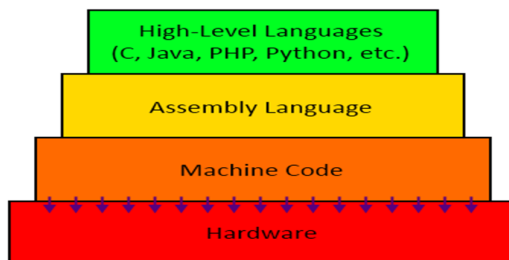 High-Level Languages
(C, Java, PHP, Python, etc.)
Assembly Language
Machine Code
Hardware